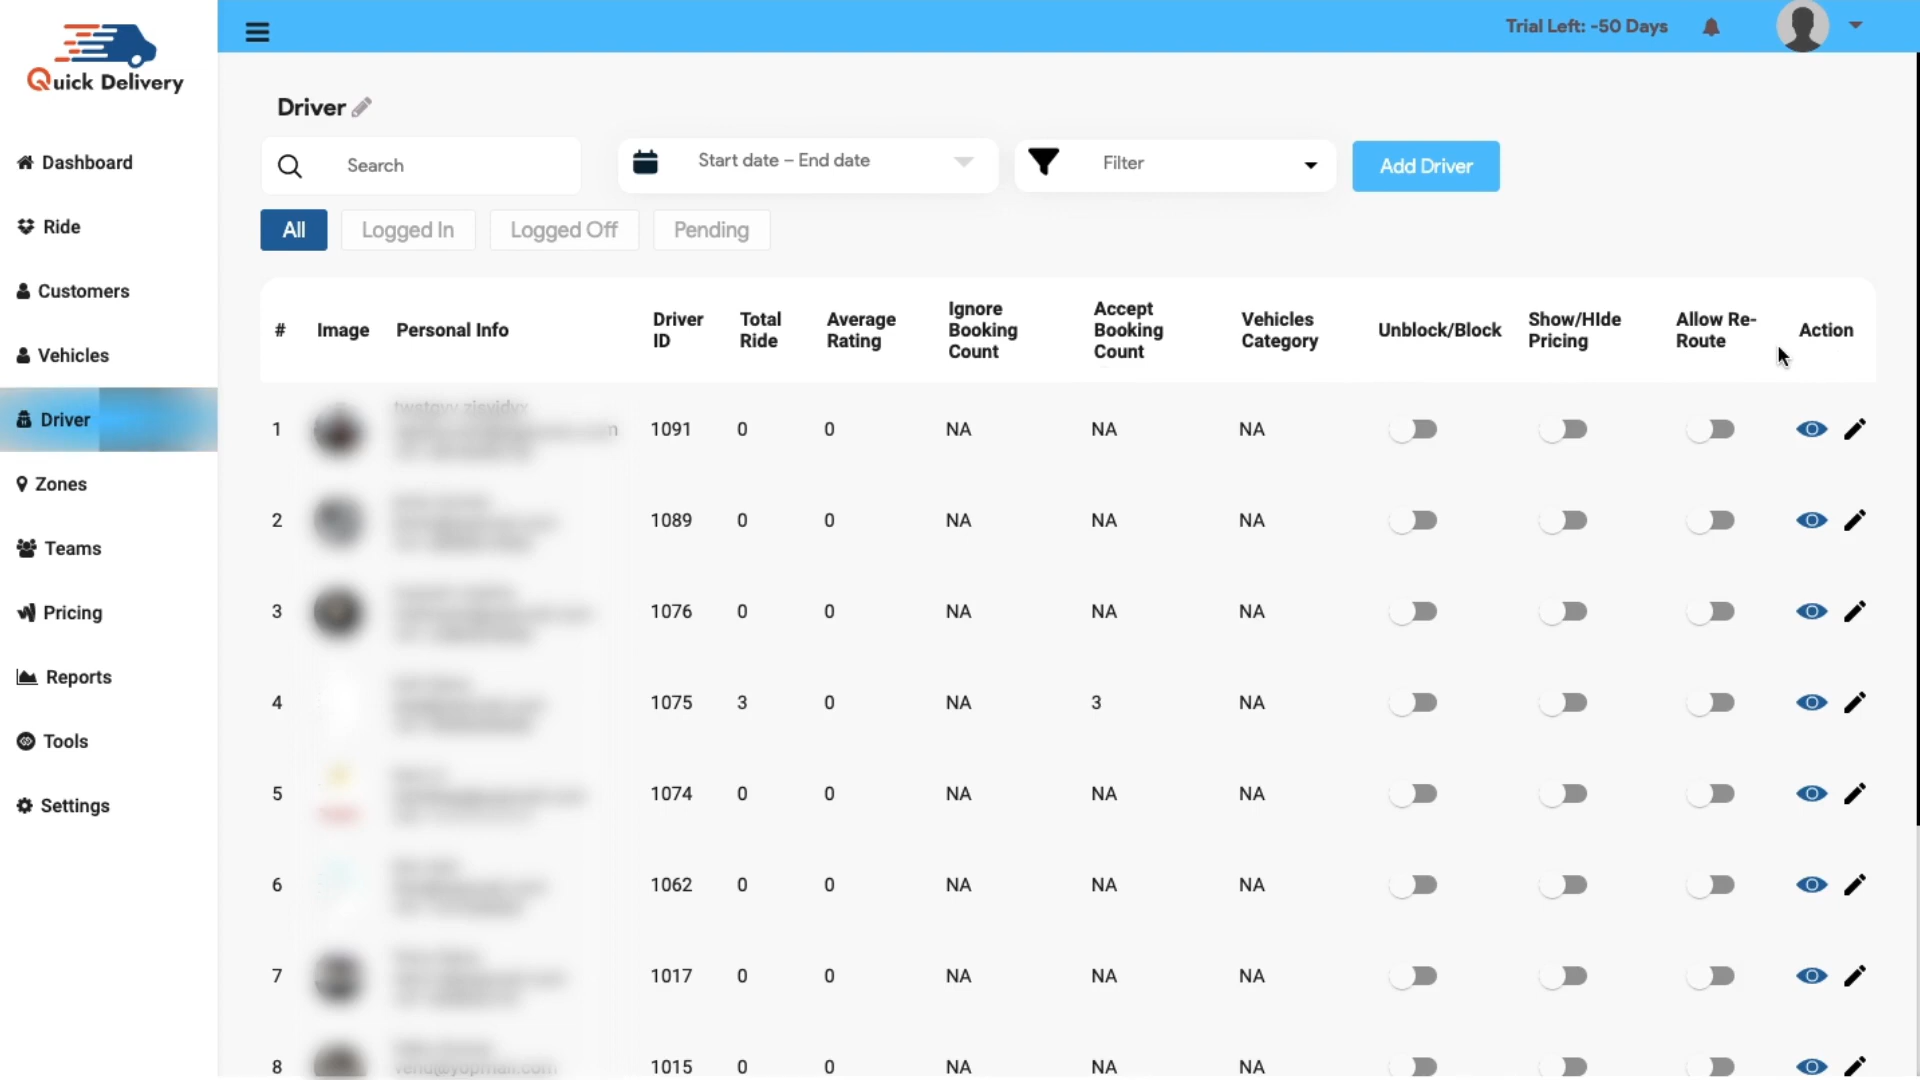 Quick Delivery
Trial Left: -50 Days
Dashboard
Ride
Customers
Vehicles
Driver
Zones
Teams
Pricing
Reports
Tools
Settings
Driver
Search
Start date – End date
Filter
Add Driver
All
Logged In
Logged Off
Pending
# Image Personal Info Driver ID Total Ride Average Rating Ignore Booking Count Accept Booking Count Vehicles Category Unblock/Block Show/HIde Pricing Allow Re-Route Action
1 1091 0 0 NA NA NA
2 1089 0 0 NA NA NA
3 1076 0 0 NA NA NA
4 1075 3 0 NA 3 NA
5 1074 0 0 NA NA NA
6 1062 0 0 NA NA NA
7 1017 0 0 NA NA NA
8 1015 0 0 NA NA NA